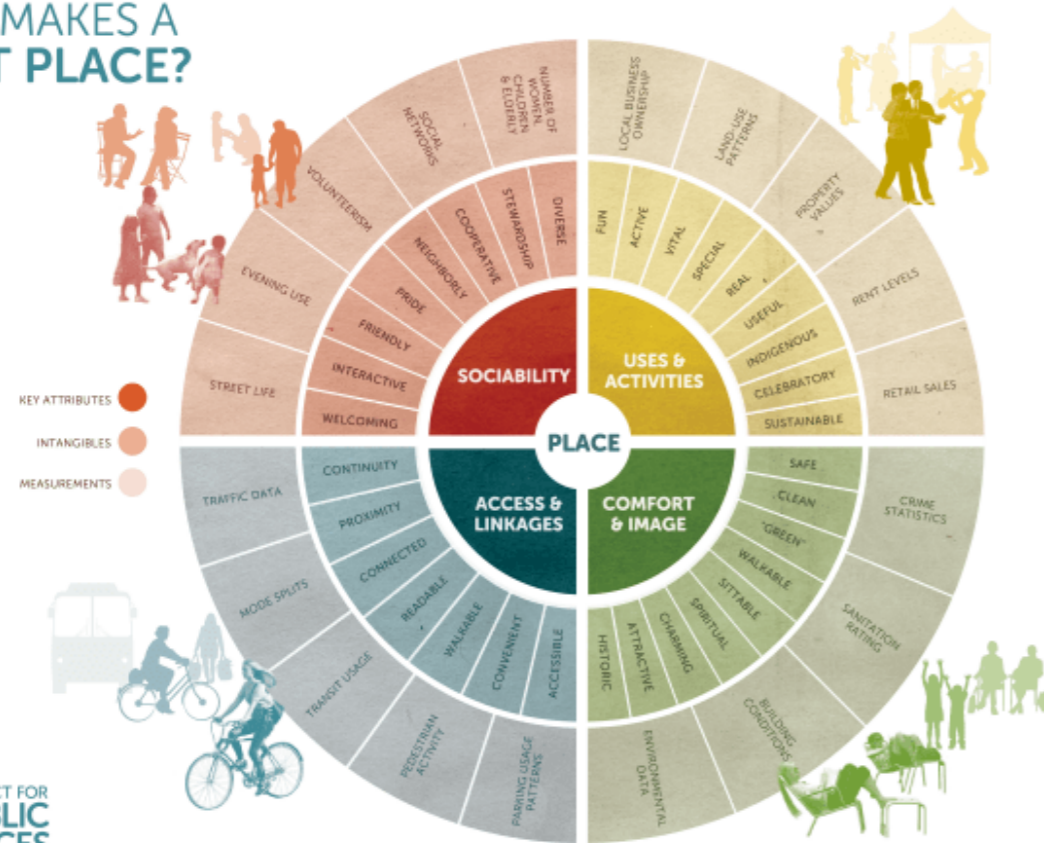 MAKES A
T PLACE?
KEY ATTRIBUTES
INTANGIBLES
MEASUREMENTS
PLACE
SOCIABILITY
WELCOMING
INTERACTIVE
FRIENDLY
PRIDE
NEIGHBORLY
COOPERATIVE
STEWARDSHIP
DIVERSE
STREET LIFE
EVENING USE
VOLUNTEERISM
SOCIAL
NETWORKS
NUMBER OF
WOMEN,
CHILDREN
& ELDERLY
USES &
ACTIVITIES
FUN
ACTIVE
VITAL
SPECIAL
REAL
USEFUL
INDIGENOUS
CELEBRATORY
SUSTAINABLE
LOCAL BUSINESS
OWNERSHIP
LAND-USE
PATTERNS
PROPERTY
VALUES
RENT LEVELS
RETAIL SALES
COMFORT
& IMAGE
SAFE
CLEAN
"GREEN"
WALKABLE
SITTABLE
SPIRITUAL
CHARMING
ATTRACTIVE
HISTORIC
CRIME
STATISTICS
SANITATION
RATING
BUILDING
CONDITIONS
ENVIRONMENTAL
DATA
ACCESS &
LINKAGES
CONTINUITY
PROXIMITY
CONNECTED
READABLE
WALKABLE
CONVENIENT
ACCESSIBLE
TRAFFIC DATA
MODE SPLITS
TRANSIT USAGE
PEDESTRIAN
ACTIVITY
PARKING USAGE
PATTERNS
CT FOR
BLIC
CES